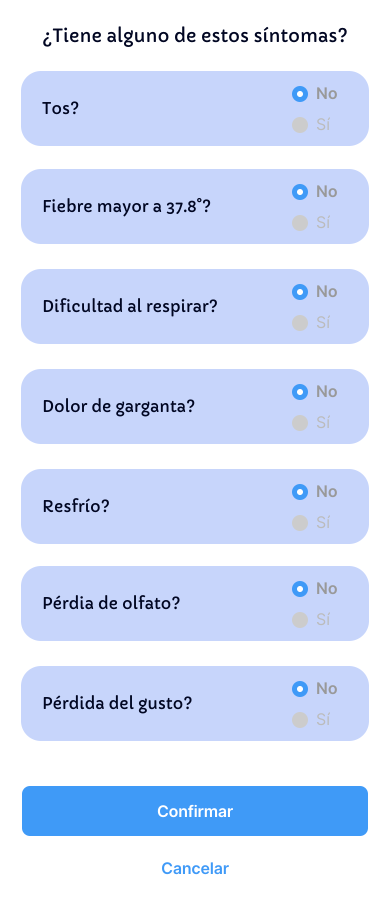 ¿Tiene alguno de estos síntomas?
Tos?
No
Sí
Fiebre mayor a 37.8°?
No
Sí
Dificultad al respirar?
No
Sí
Dolor de garganta?
No
Sí
Resfrío?
No
Sí
Pérdia de olfato?
No
Sí
Pérdida del gusto?
No
Sí
Confirmar
Cancelar